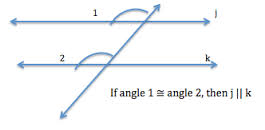 1
j
2
k
If angle 1 ≅ angle 2, then j || k